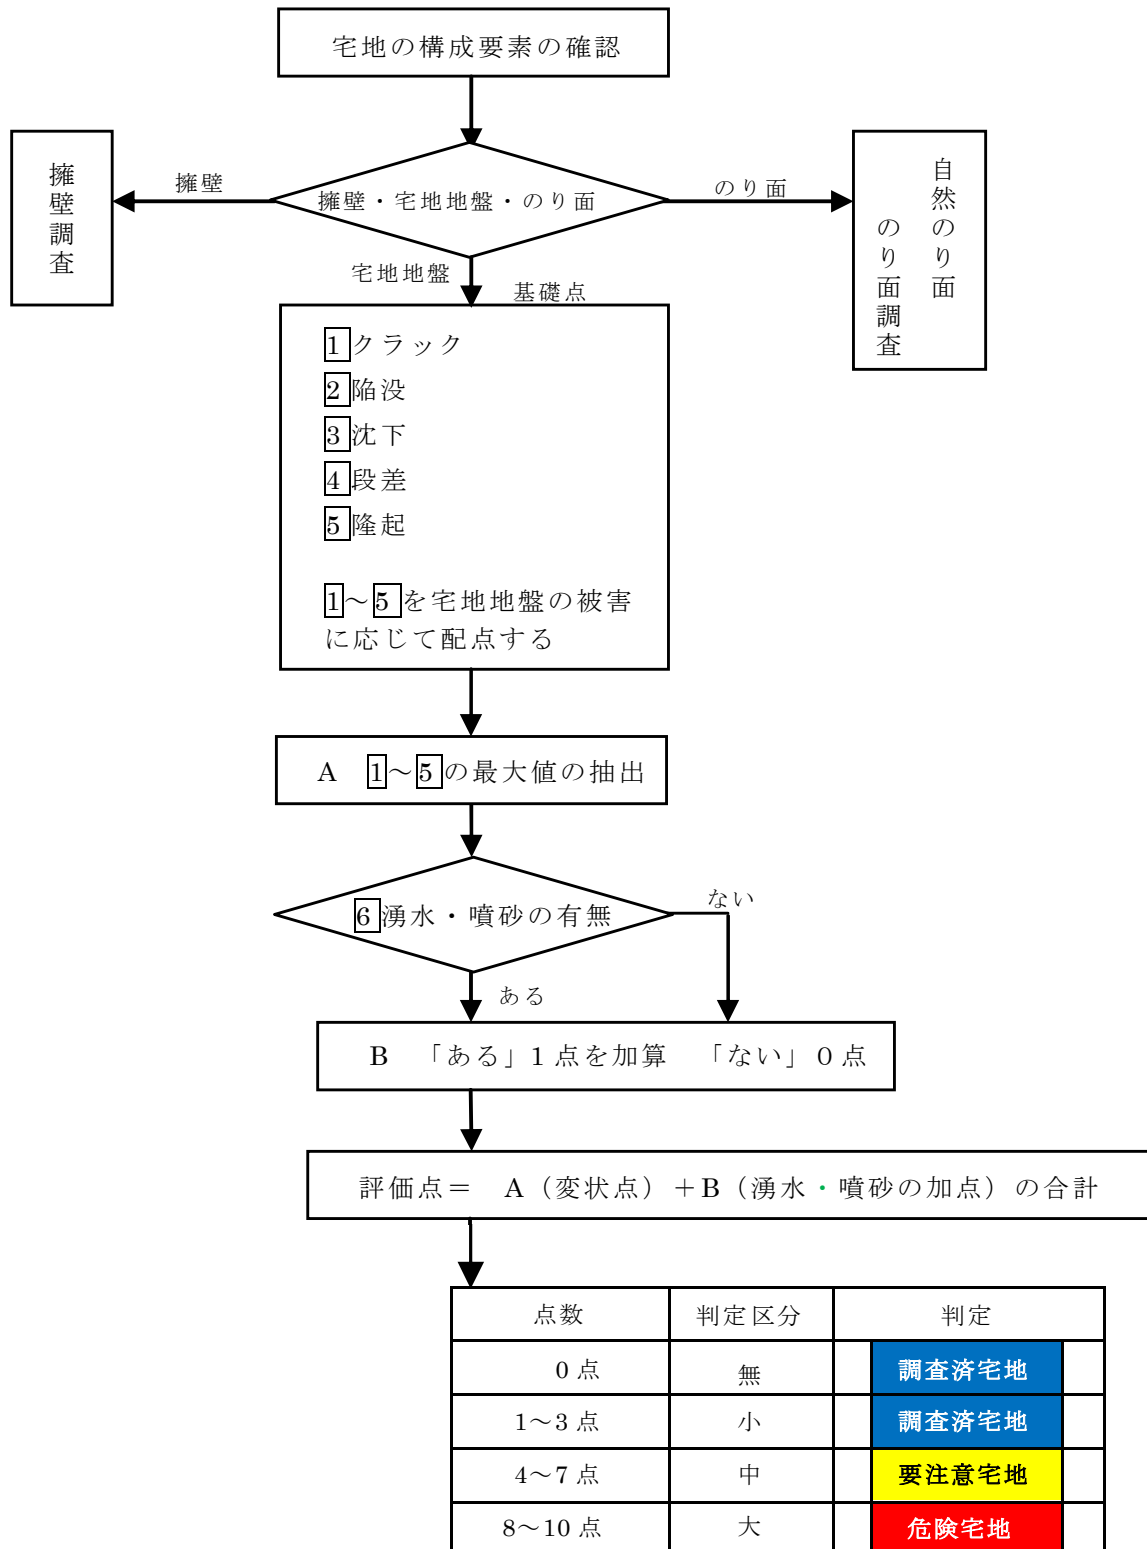 宅地の構成要素の確認
擁壁・宅地地盤・のり面
擁壁
擁壁調査
のり面
自然のり面
のり面調査
宅地地盤
基礎点
1クラック
2陥没
3沈下
4段差
5隆起
1～5を宅地地盤の被害
に応じて配点する
A 1～5の最大値の抽出
6湧水・噴砂の有無
ない
ある
B 「ある」1点を加算 「ない」0点
評価点＝ A（変状点）＋B（湧水・噴砂の加点）の合計
点数 判定区分 判定
0点 無 調査済宅地
1～3点 小 調査済宅地
4～7点 中 要注意宅地
8～10点 大 危険宅地